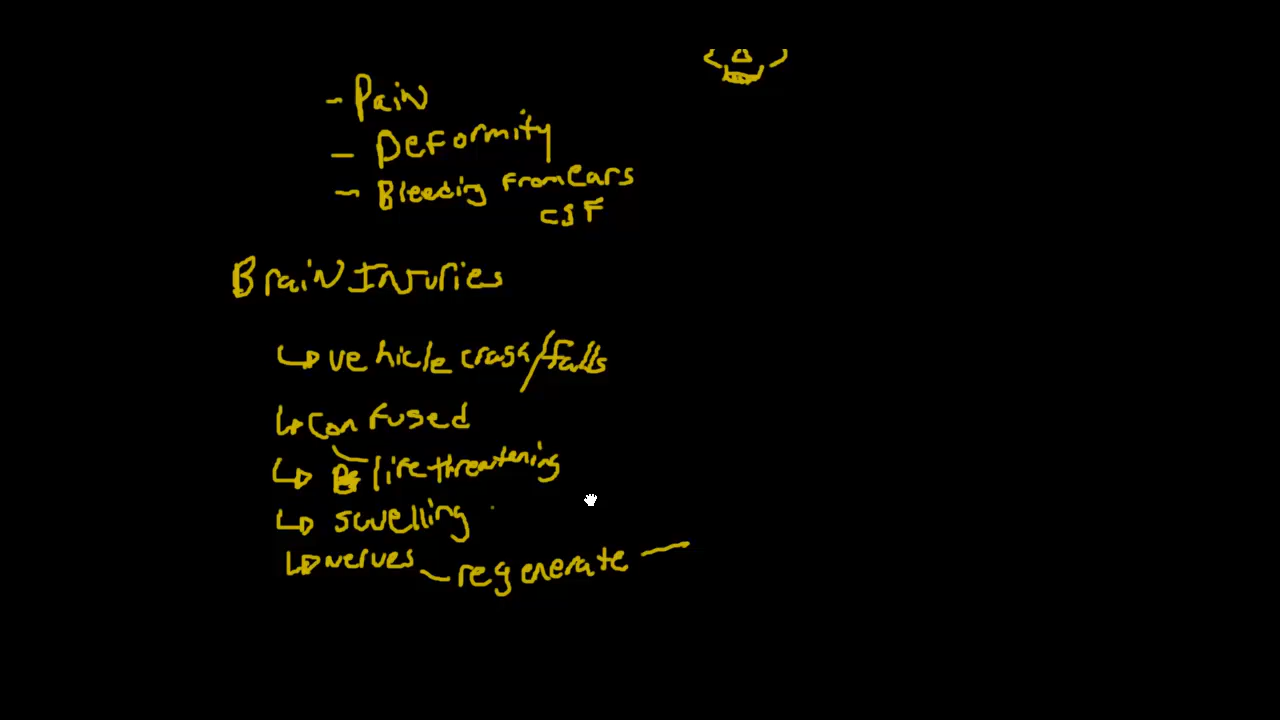 - Pain
- Deformity
- Bleeding from ears
CSF
Brain Injuries
↳ vehicle crash/falls
↳ Confused
↳ life threatening
↳ swelling
↳ nerves - regenerate -